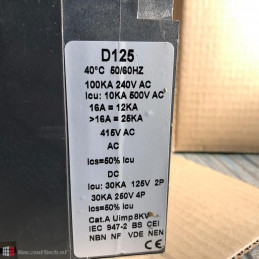 D125
40°C 50/60HZ
100KA 240V AC
Icu: 10KA 500V AC
16A = 12KA
>16A = 25KA
415V AC
AC
Ics=50% Icu
DC
Icu: 30KA 125V 2P
30KA 250V 4P
Ics=50% Icu
Cat.A Uimp 8KV
IEC 947-2 BS CEI
NBN NF VDE NEN
CE